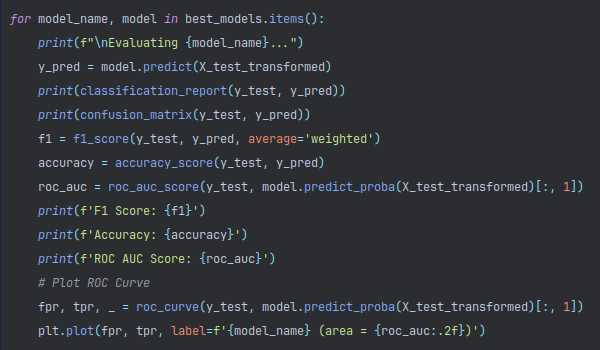 for model_name, model in best_models.items():
    print(f"\nEvaluating {model_name}...")
    y_pred = model.predict(X_test_transformed)
    print(classification_report(y_test, y_pred))
    print(confusion_matrix(y_test, y_pred))
    f1 = f1_score(y_test, y_pred, average='weighted')
    accuracy = accuracy_score(y_test, y_pred)
    roc_auc = roc_auc_score(y_test, model.predict_proba(X_test_transformed)[:, 1])
    print(f'F1 Score: {f1}')
    print(f'Accuracy: {accuracy}')
    print(f'ROC AUC Score: {roc_auc}')
    # Plot ROC Curve
    fpr, tpr, _ = roc_curve(y_test, model.predict_proba(X_test_transformed)[:, 1])
    plt.plot(fpr, tpr, label=f'{model_name} (area = {roc_auc:.2f})')